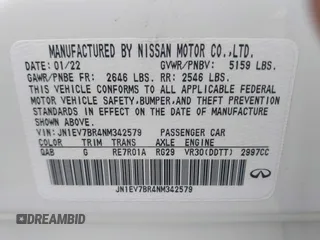 MANUFACTURED BY NISSAN MOTOR CO.,LTD.
DATE: 01/22 GVWR/PNBV: 5159 LBS.
GAWR/PNBE FR: 2646 LBS. RR: 2546 LBS.
THIS VEHICLE CONFORMS TO ALL APPLICABLE
FEDERAL MOTOR VEHICLE SAFETY,BUMPER,AND THEFT PREVENTION
STANDARDS IN EFFECT ON THE DATE OF MANUFACTURE
SHOWN ABOVE.
VIN: JN1EV7BR4NM342579 PASSENGER CAR
COLOR TRIM TRANS AXLE ENGINE
QAB G RE7R01A RG29 VR30(DDTT) 2997CC
JN1EV7BR4NM342579
INFINITI
DREAMBID